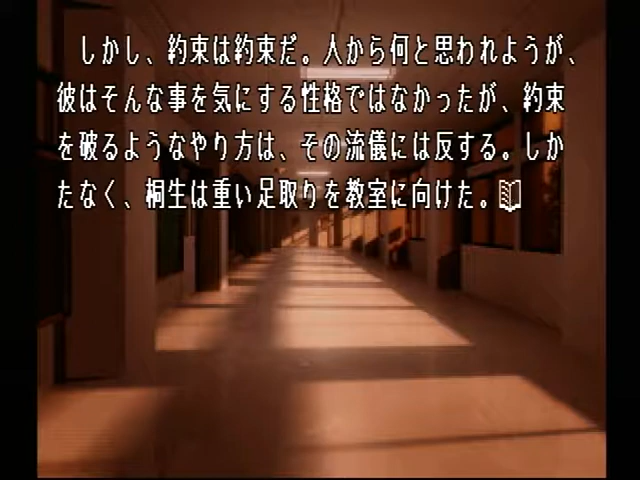 しかし、約束は約束だ。人から何と思われようが、
彼はそんな事を気にする性格ではなかったが、約束
を破るようなやり方は、その流儀には反する。しか
たなく、桐生は重い足取りを教室に向けた。